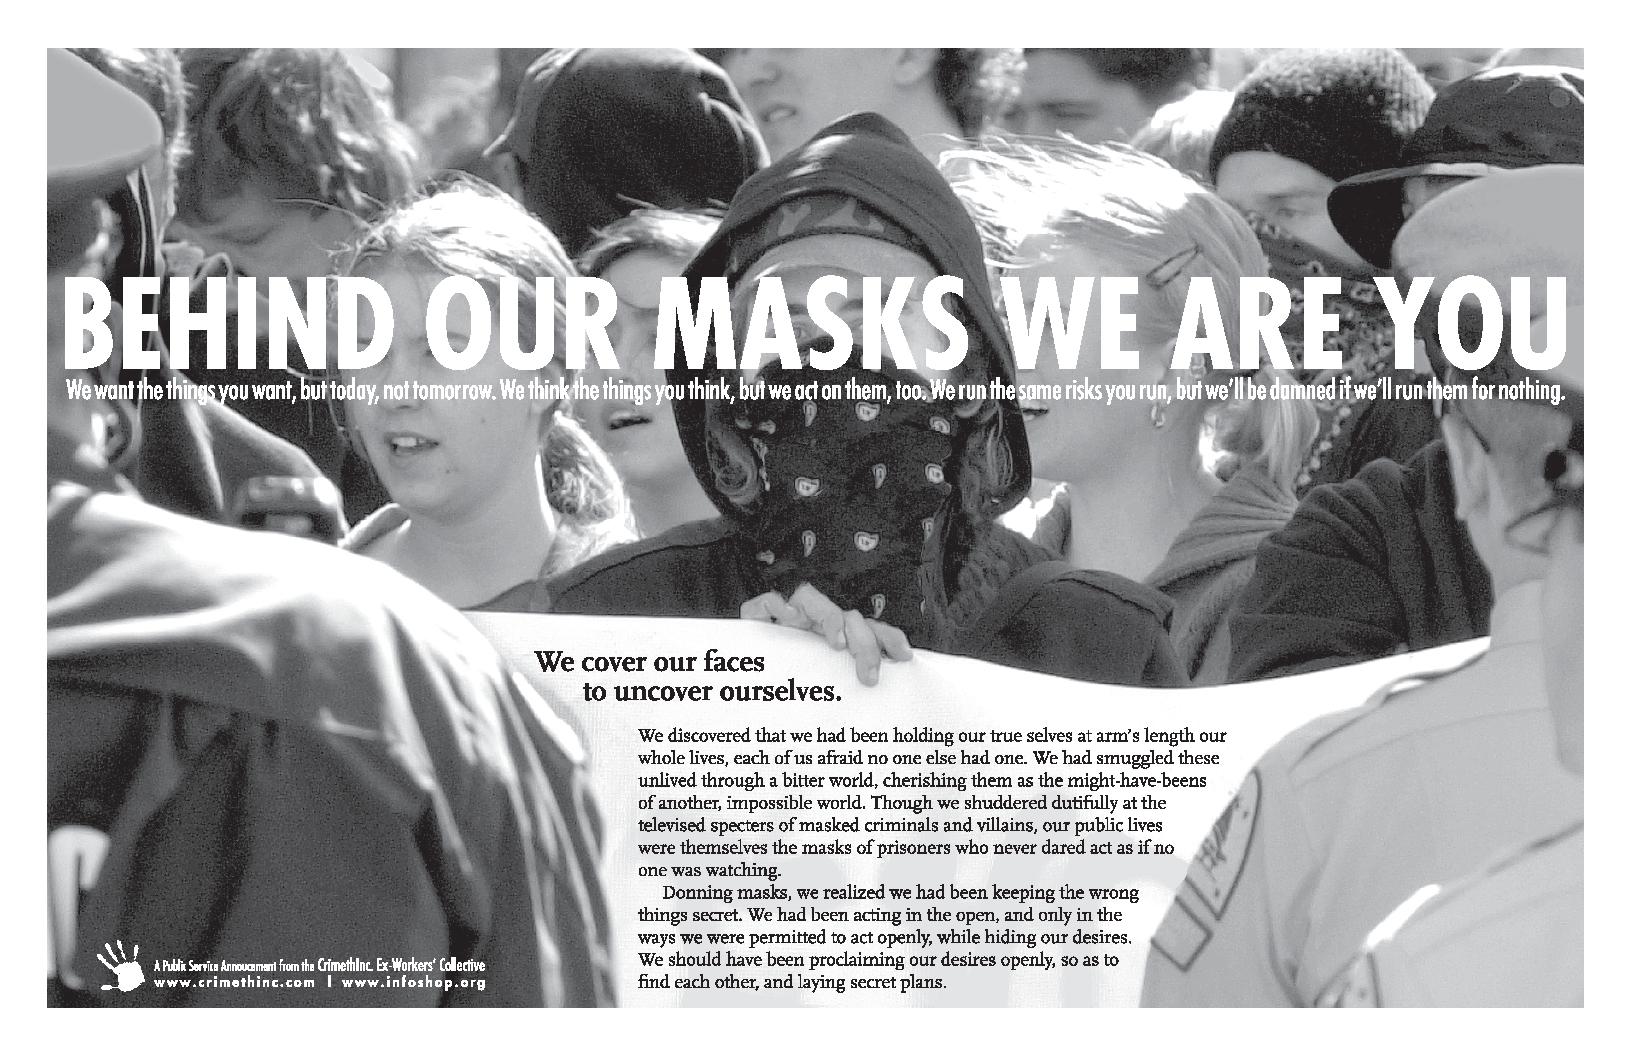 BEHIND OUR MASKS WE ARE YOU
We want the things you want, but today, not tomorrow. We think the things you think, but we act on them, too. We run the same risks you run, but we'll be damned if we'll run them for nothing.
We cover our faces
to uncover ourselves.
We discovered that we had been holding our true selves at arm's length our
whole lives, each of us afraid no one else had one. We had smuggled these
unlived through a bitter world, cherishing them as the might-have-beens
of another, impossible world. Though we shuddered dutifully at the
televised specters of masked criminals and villains, our public lives
were themselves the masks of prisoners who never dared act as if no
one was watching.
Donning masks, we realized we had been keeping the wrong
things secret. We had been acting in the open, and only in the
ways we were permitted to act openly, while hiding our desires.
We should have been proclaiming our desires openly, so as to
find each other, and laying secret plans.
A Public Service Annoucement from the CrimethInc. Ex-Workers' Collective
www.crimethinc.com | www.infoshop.org